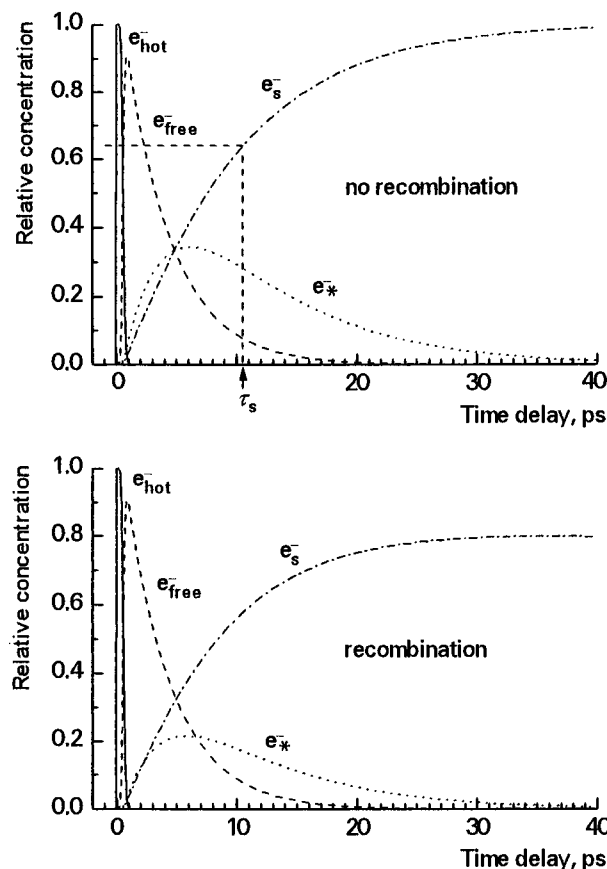 Relative concentration
1.0
0.8
0.6
0.4
0.2
0.0
e⁻hot
e⁻free
e⁻s
no recombination
e⁻*
0
10
20
30
40
τs
Time delay, ps
Relative concentration
1.0
0.8
0.6
0.4
0.2
0.0
e⁻hot
e⁻free
e⁻s
recombination
e⁻*
0
10
20
30
40
Time delay, ps